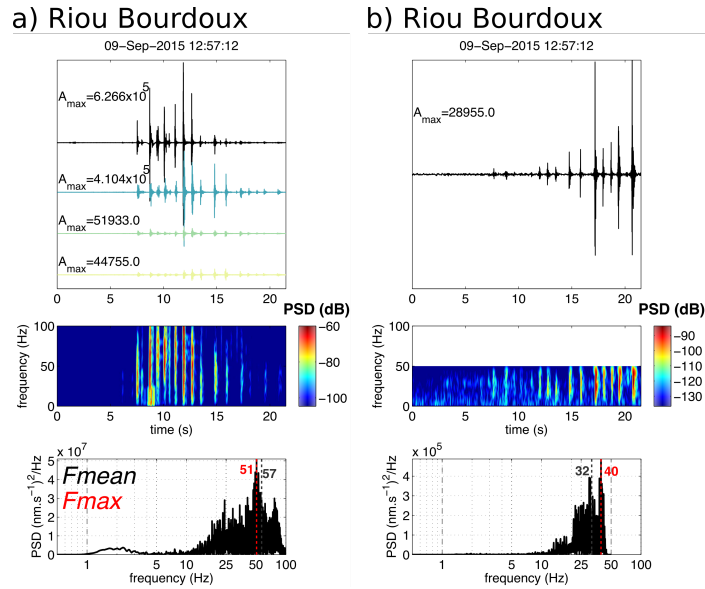 a) Riou Bourdoux
09-Sep-2015 12:57:12
Amax=6.266x10^5
Amax=4.104x10^5
Amax=51933.0
Amax=44755.0
0 5 10 15 20
PSD (dB)
frequency (Hz)
100
50
0
−60
−80
−100
0 5 10 15 20
time (s)
x 10^7
PSD (nm.s⁻¹)²/Hz
5
4
3
2
1
0
Fmean
Fmax
51
57
1 5 10 25 50 100
frequency (Hz)
b) Riou Bourdoux
09-Sep-2015 12:57:12
Amax=28955.0
0 5 10 15 20
PSD (dB)
frequency (Hz)
100
50
0
−90
−100
−110
−120
−130
0 5 10 15 20
time (s)
x 10^5
PSD (nm.s⁻¹)²/Hz
4
3
2
1
0
32
40
1 5 10 25 50 100
frequency (Hz)